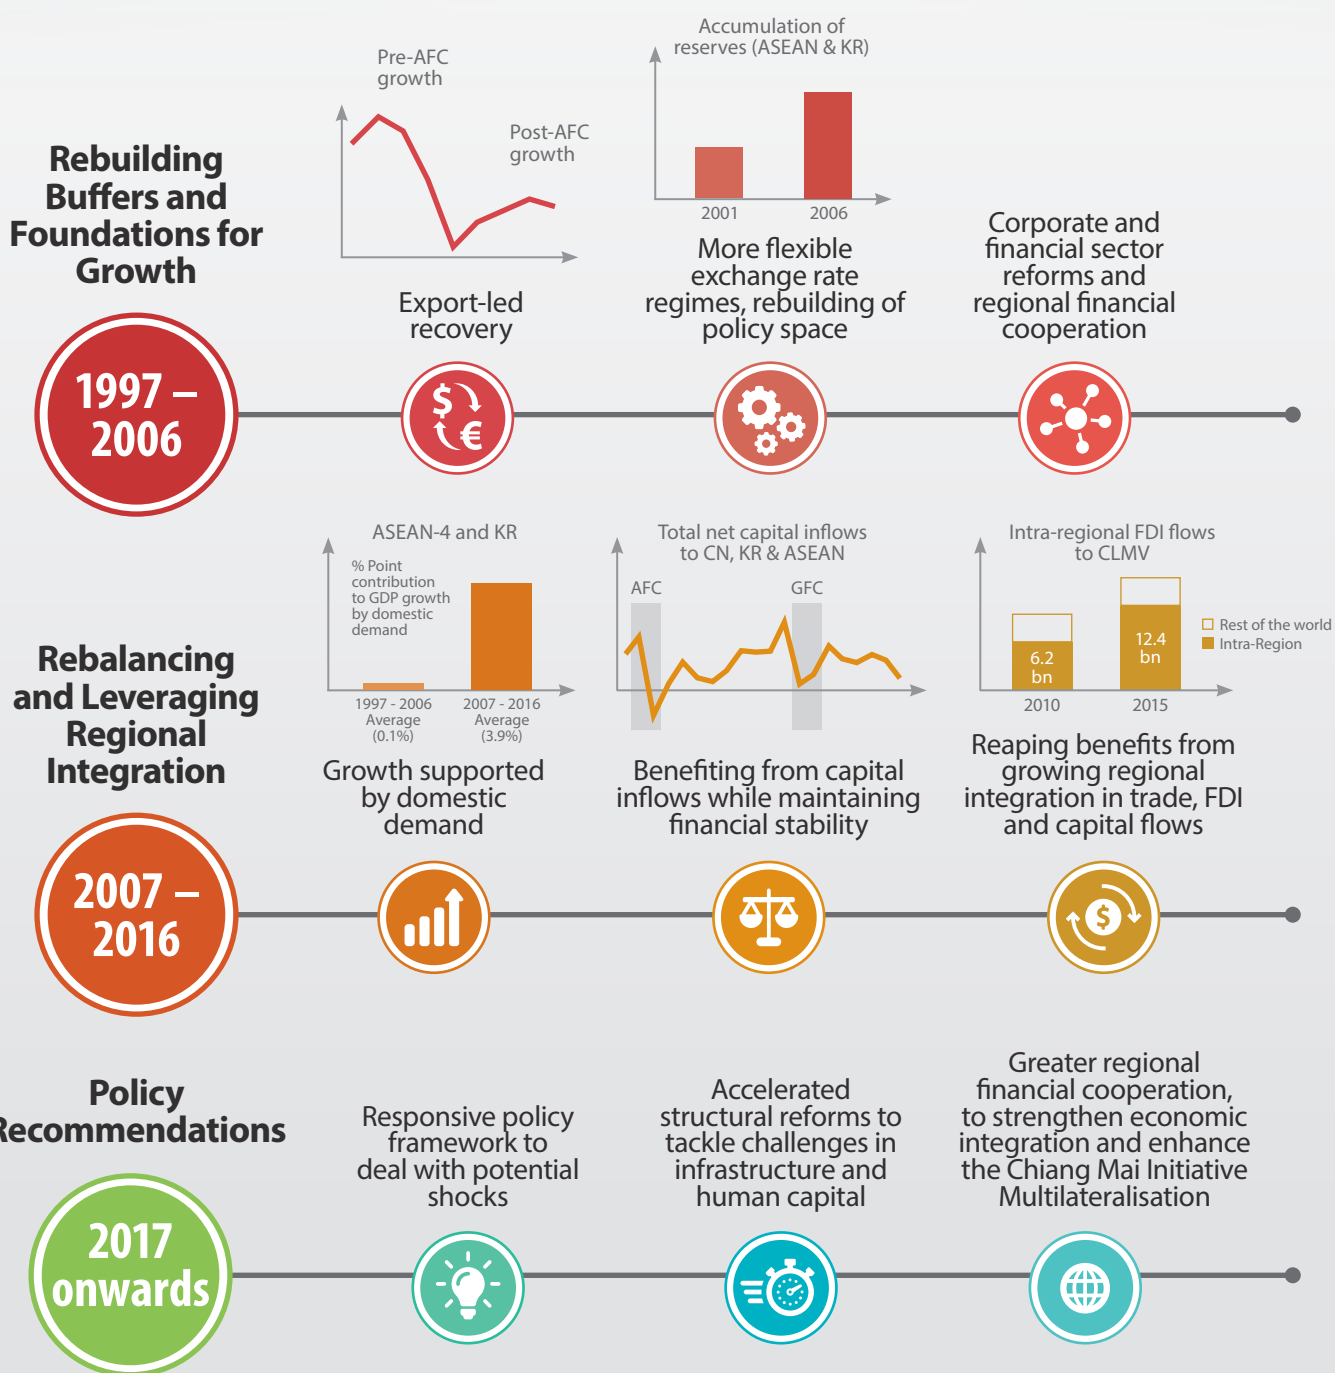 Rebuilding
Buffers and
Foundations for
Growth
1997 –
2006
Pre-AFC
growth
Post-AFC
growth
Export-led
recovery
Accumulation of
reserves (ASEAN & KR)
2001
2006
More flexible
exchange rate
regimes, rebuilding of
policy space
Corporate and
financial sector
reforms and
regional financial
cooperation
$
€
Rebalancing
and Leveraging
Regional
Integration
2007 –
2016
ASEAN-4 and KR
% Point
contribution
to GDP growth
by domestic
demand
1997 - 2006
Average
(0.1%)
2007 - 2016
Average
(3.9%)
Growth supported
by domestic
demand
Total net capital inflows
to CN, KR & ASEAN
AFC
GFC
Benefiting from capital
inflows while maintaining
financial stability
Intra-regional FDI flows
to CLMV
6.2
bn
12.4
bn
2010
2015
Rest of the world
Intra-Region
Reaping benefits from
growing regional
integration in trade, FDI
and capital flows
$
Policy
Recommendations
2017
onwards
Responsive policy
framework to
deal with potential
shocks
Accelerated
structural reforms to
tackle challenges in
infrastructure and
human capital
Greater regional
financial cooperation,
to strengthen economic
integration and enhance
the Chiang Mai Initiative
Multilateralisation